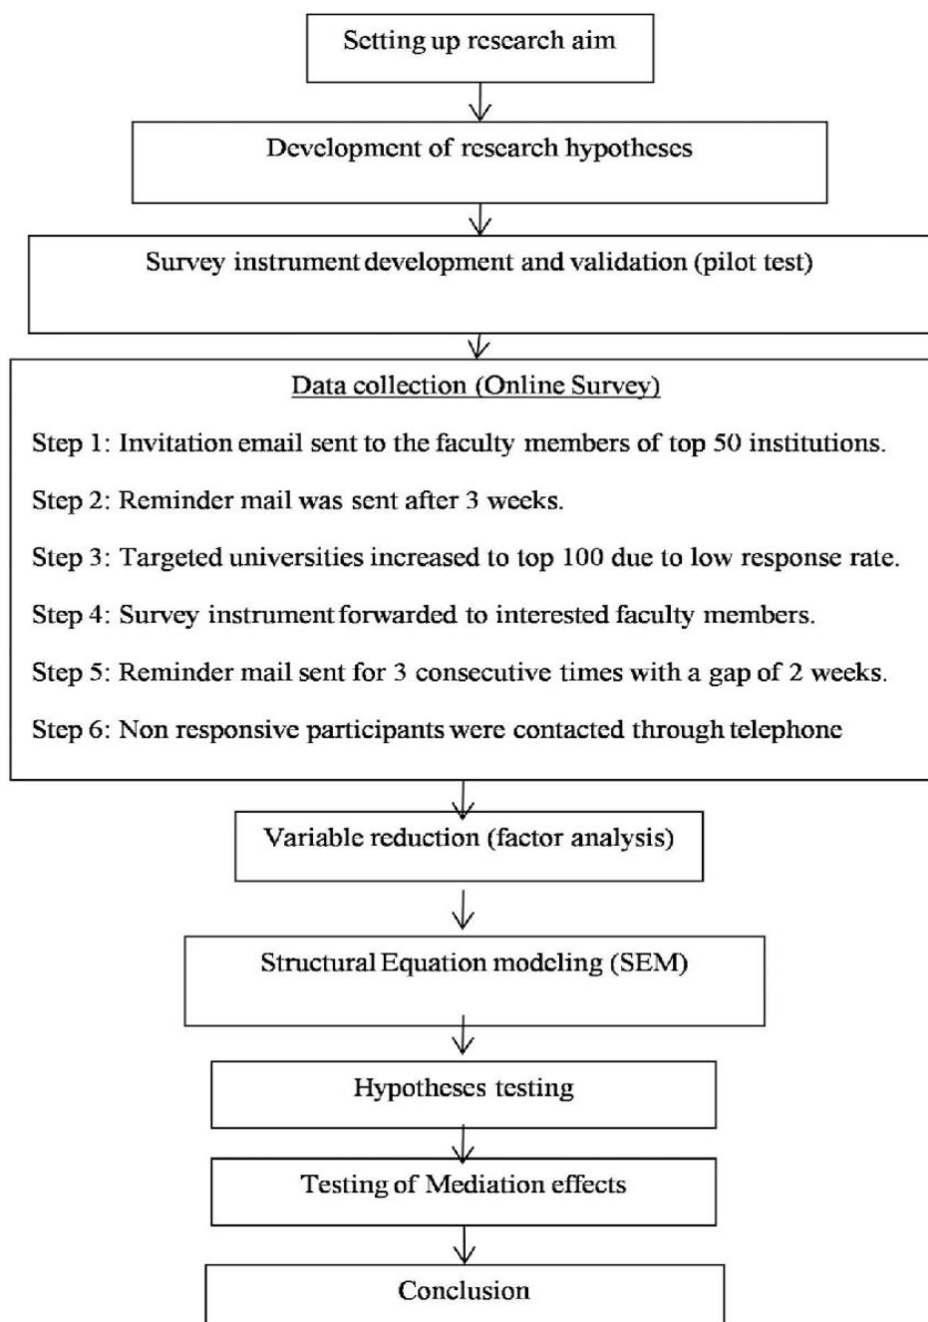 Setting up research aim
Development of research hypotheses
Survey instrument development and validation (pilot test)
Data collection (Online Survey)
Step 1: Invitation email sent to the faculty members of top 50 institutions.
Step 2: Reminder mail was sent after 3 weeks.
Step 3: Targeted universities increased to top 100 due to low response rate.
Step 4: Survey instrument forwarded to interested faculty members.
Step 5: Reminder mail sent for 3 consecutive times with a gap of 2 weeks.
Step 6: Non responsive participants were contacted through telephone
Variable reduction (factor analysis)
Structural Equation modeling (SEM)
Hypotheses testing
Testing of Mediation effects
Conclusion